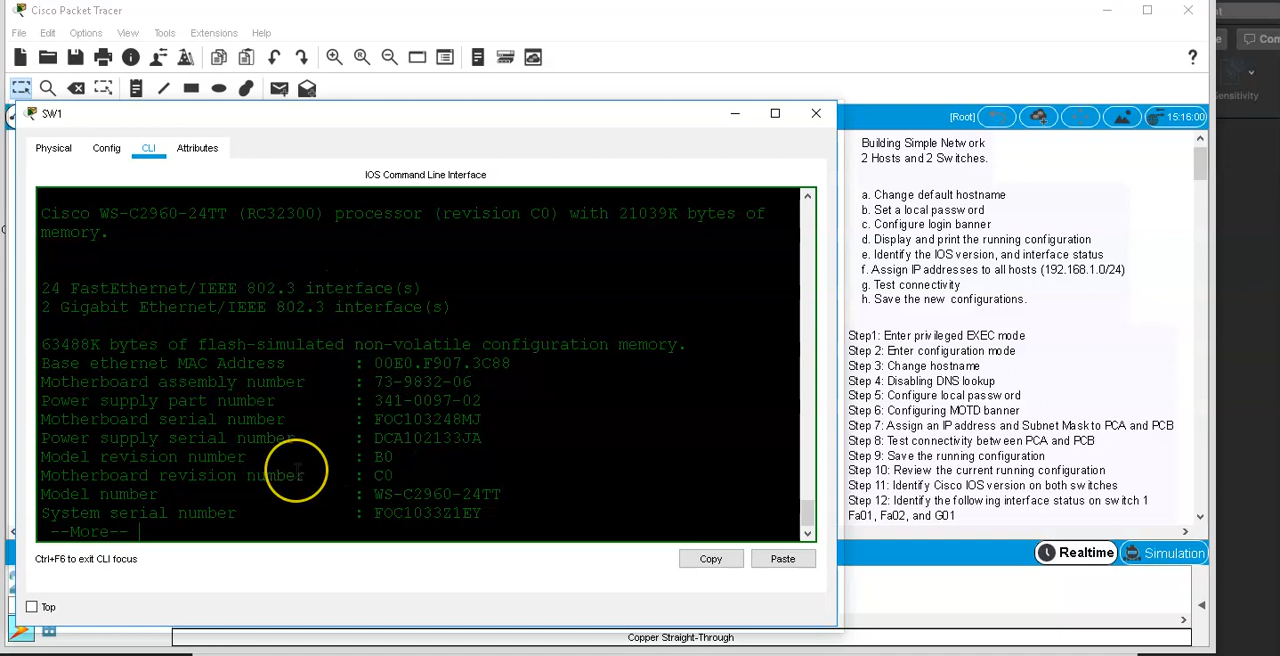 Cisco Packet Tracer
File Edit Options View Tools Extensions Help
?
[Root] 15:16:00
SW1
Physical Config CLI Attributes
IOS Command Line Interface
Cisco WS-C2960-24TT (RC32300) processor (revision C0) with 21039K bytes of
memory.
24 FastEthernet/IEEE 802.3 interface(s)
2 Gigabit Ethernet/IEEE 802.3 interface(s)
63488K bytes of flash-simulated non-volatile configuration memory.
Base ethernet MAC Address : 00E0.F907.3C88
Motherboard assembly number : 73-9832-06
Power supply part number : 341-0097-02
Motherboard serial number : FOC103248MJ
Power supply serial number : DCA102133JA
Model revision number : B0
Motherboard revision number : C0
Model number : WS-C2960-24TT
System serial number : FOC1033Z1EY
--More--
Ctrl+F6 to exit CLI focus
Copy Paste
Top
Building Simple Network
2 Hosts and 2 Switches.
a. Change default hostname
b. Set a local password
c. Configure login banner
d. Display and print the running configuration
e. Identify the IOS version, and interface status
f. Assign IP addresses to all hosts (192.168.1.0/24)
g. Test connectivity
h. Save the new configurations.
Step1: Enter privileged EXEC mode
Step 2: Enter configuration mode
Step 3: Change hostname
Step 4: Disabling DNS lookup
Step 5: Configure local password
Step 6: Configuring MOTD banner
Step 7: Assign an IP address and Subnet Mask to PCA and PCB
Step 8: Test connectivity between PCA and PCB
Step 9: Save the running configuration
Step 10: Review the current running configuration
Step 11: Identify Cisco IOS version on both switches
Step 12: Identify the following interface status on switch 1
Fa01, Fa02, and G01
Realtime Simulation
Copper Straight-Through
Com
ensitivity